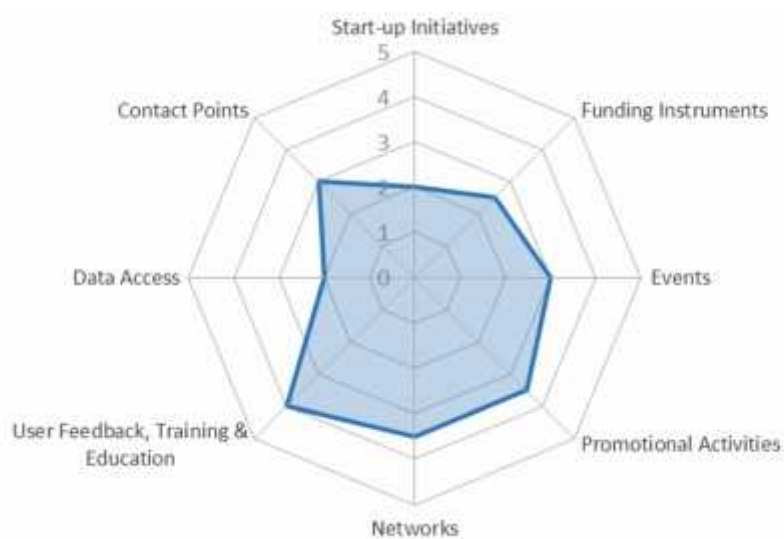 Start-up Initiatives
5
Contact Points
4
Funding Instruments
3
2
1
Data Access
0
Events
User Feedback, Training &
Education
Promotional Activities
Networks